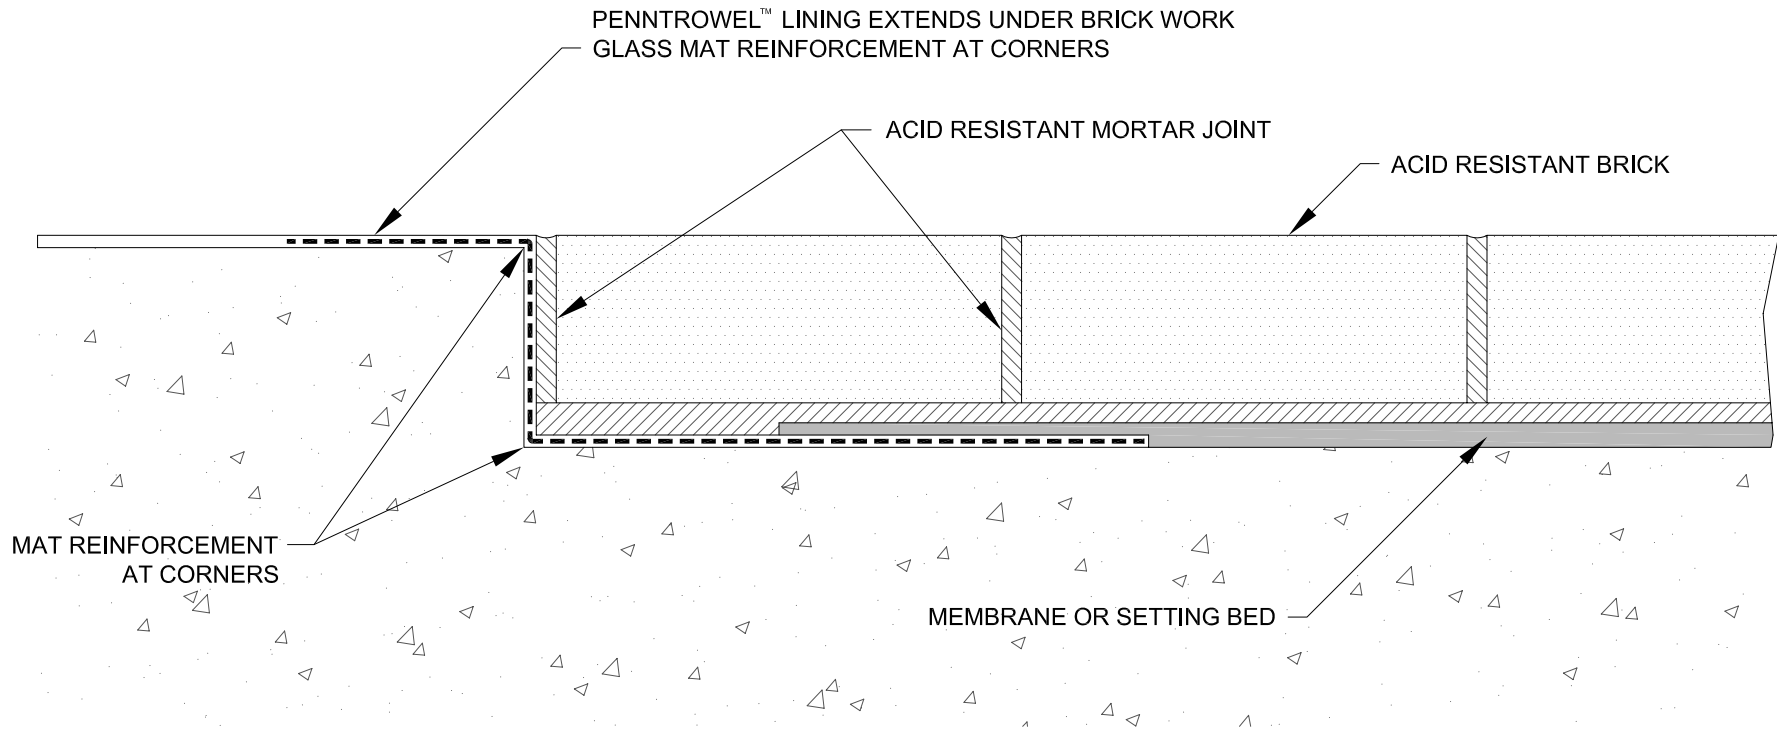 PENNTROWEL™ LINING EXTENDS UNDER BRICK WORK
GLASS MAT REINFORCEMENT AT CORNERS
ACID RESISTANT MORTAR JOINT
ACID RESISTANT BRICK
MAT REINFORCEMENT
AT CORNERS
MEMBRANE OR SETTING BED